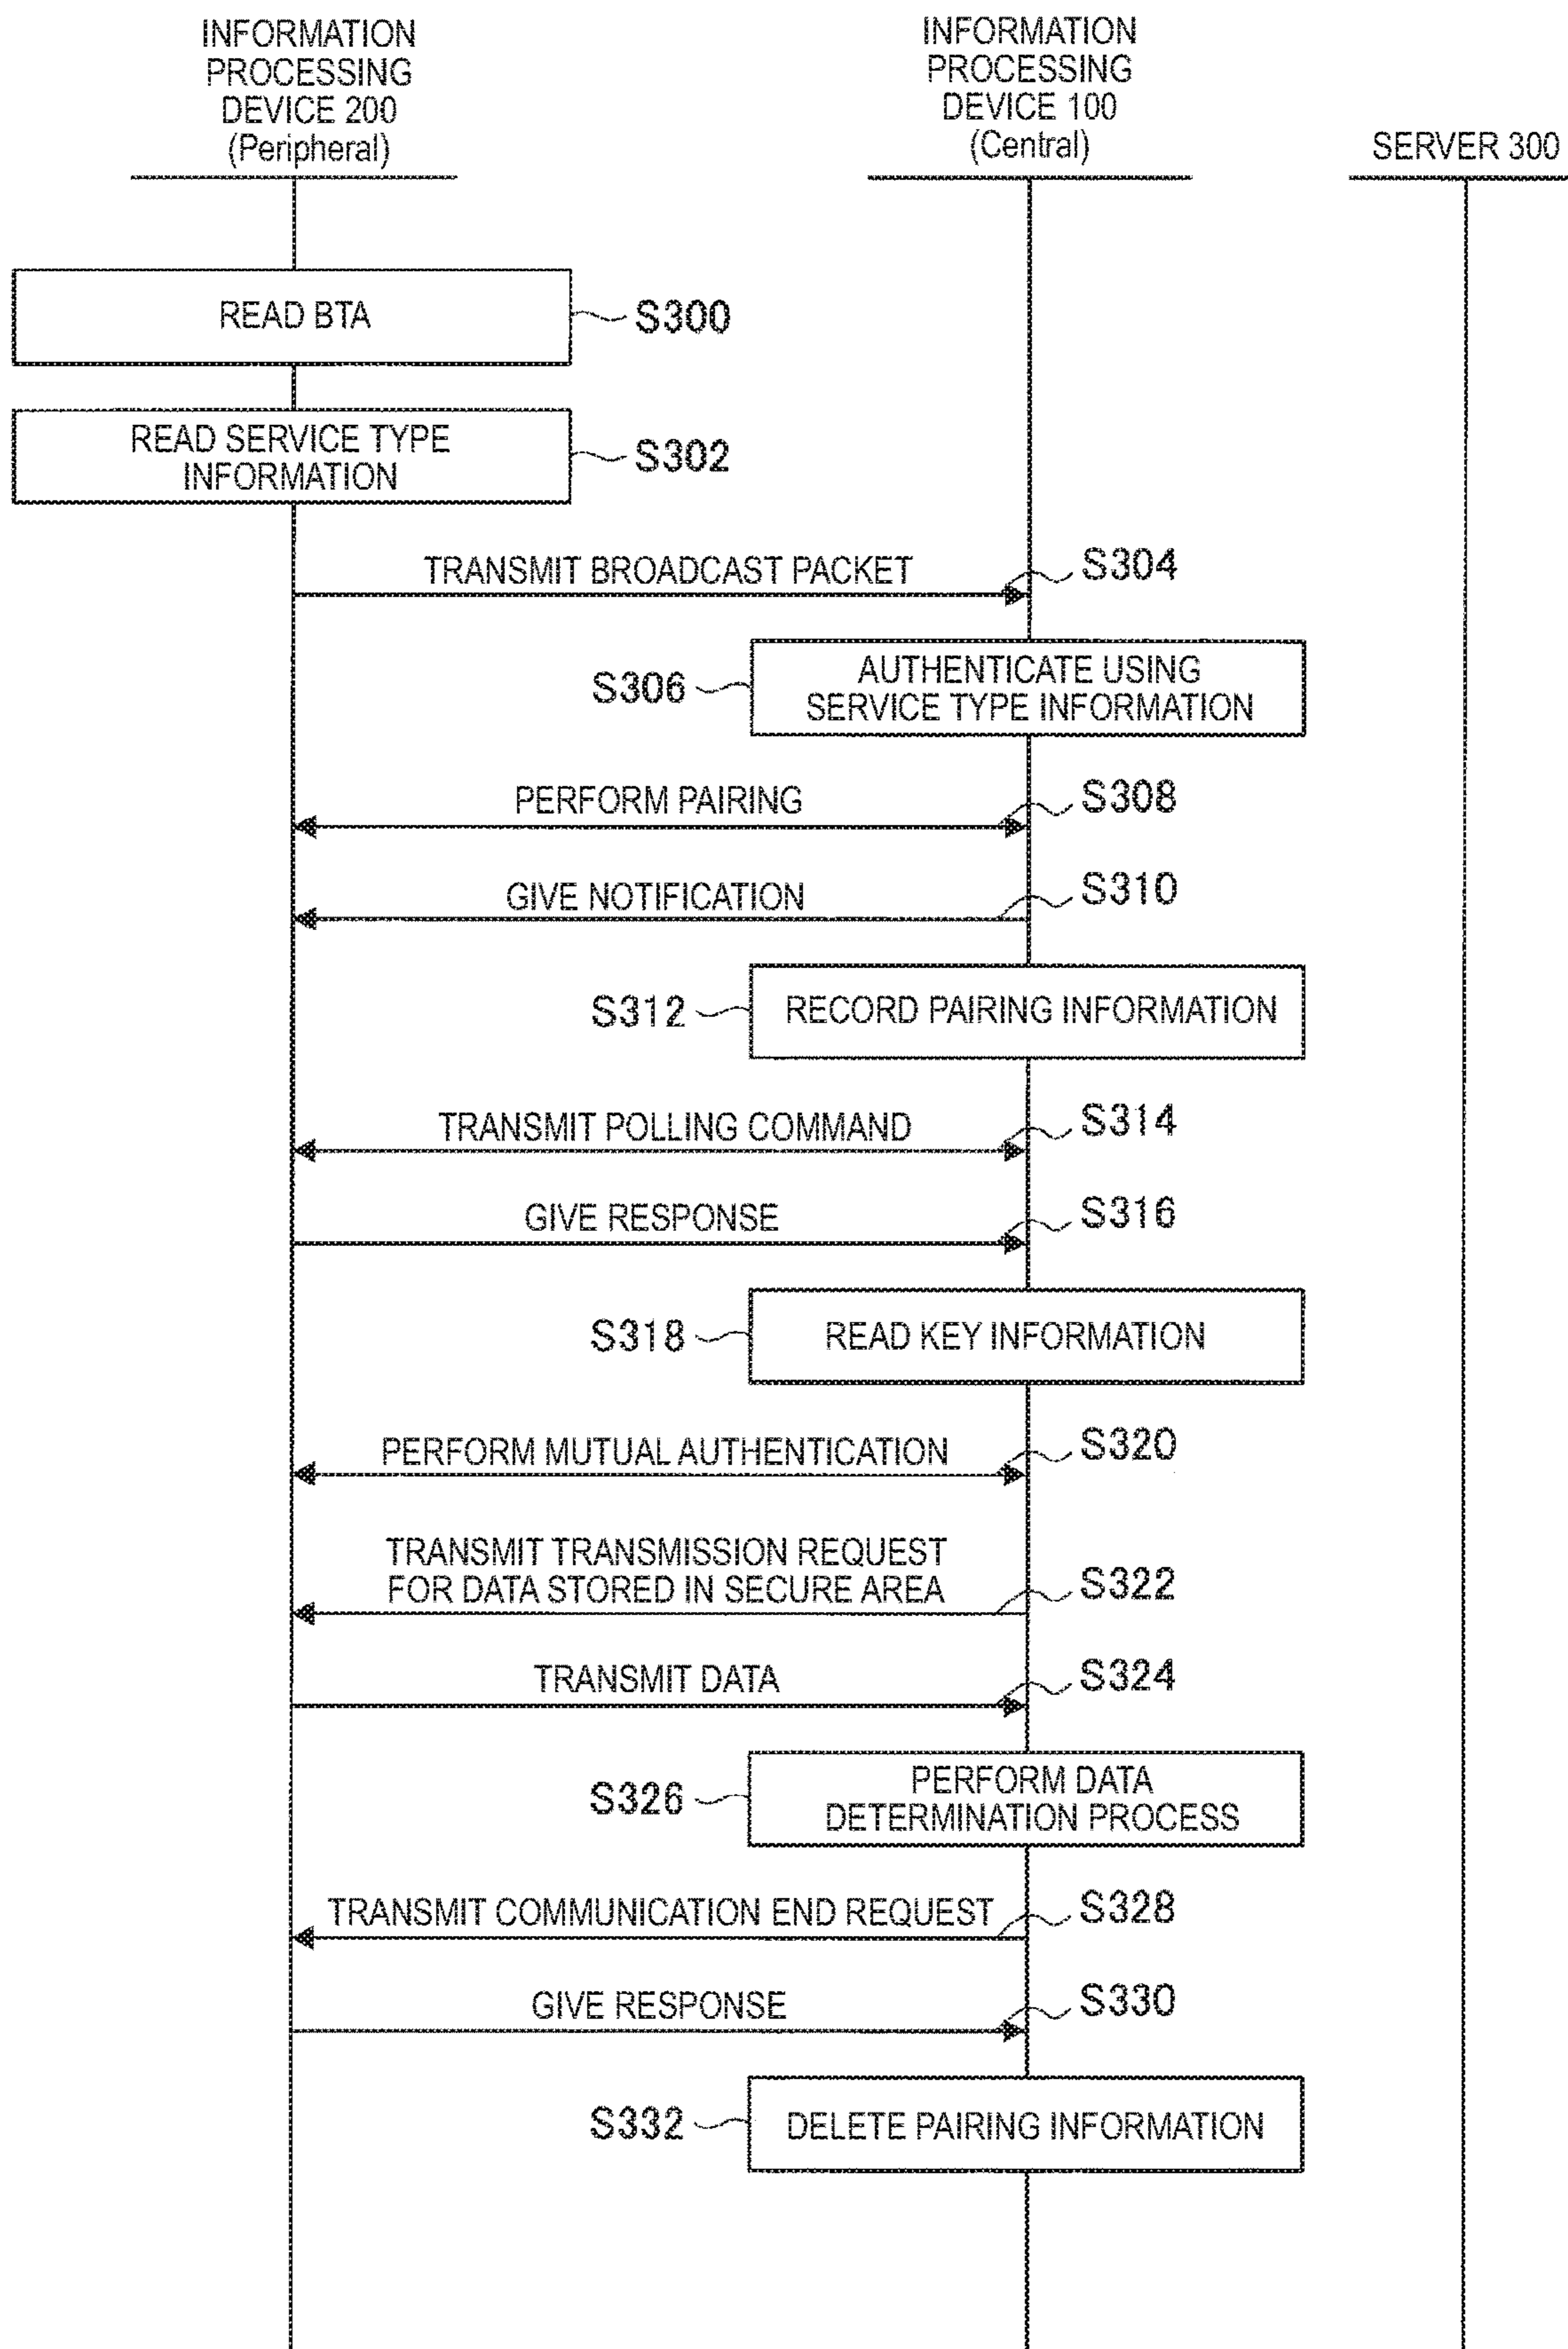 INFORMATION
PROCESSING
DEVICE 200
(Peripheral)
INFORMATION
PROCESSING
DEVICE 100
(Central)
SERVER 300
READ BTA
S300
READ SERVICE TYPE
INFORMATION
S302
TRANSMIT BROADCAST PACKET
S304
S306
AUTHENTICATE USING
SERVICE TYPE INFORMATION
PERFORM PAIRING
S308
GIVE NOTIFICATION
S310
S312
RECORD PAIRING INFORMATION
TRANSMIT POLLING COMMAND
S314
GIVE RESPONSE
S316
S318
READ KEY INFORMATION
PERFORM MUTUAL AUTHENTICATION
S320
TRANSMIT TRANSMISSION REQUEST
FOR DATA STORED IN SECURE AREA
S322
TRANSMIT DATA
S324
S326
PERFORM DATA
DETERMINATION PROCESS
TRANSMIT COMMUNICATION END REQUEST
S328
GIVE RESPONSE
S330
S332
DELETE PAIRING INFORMATION